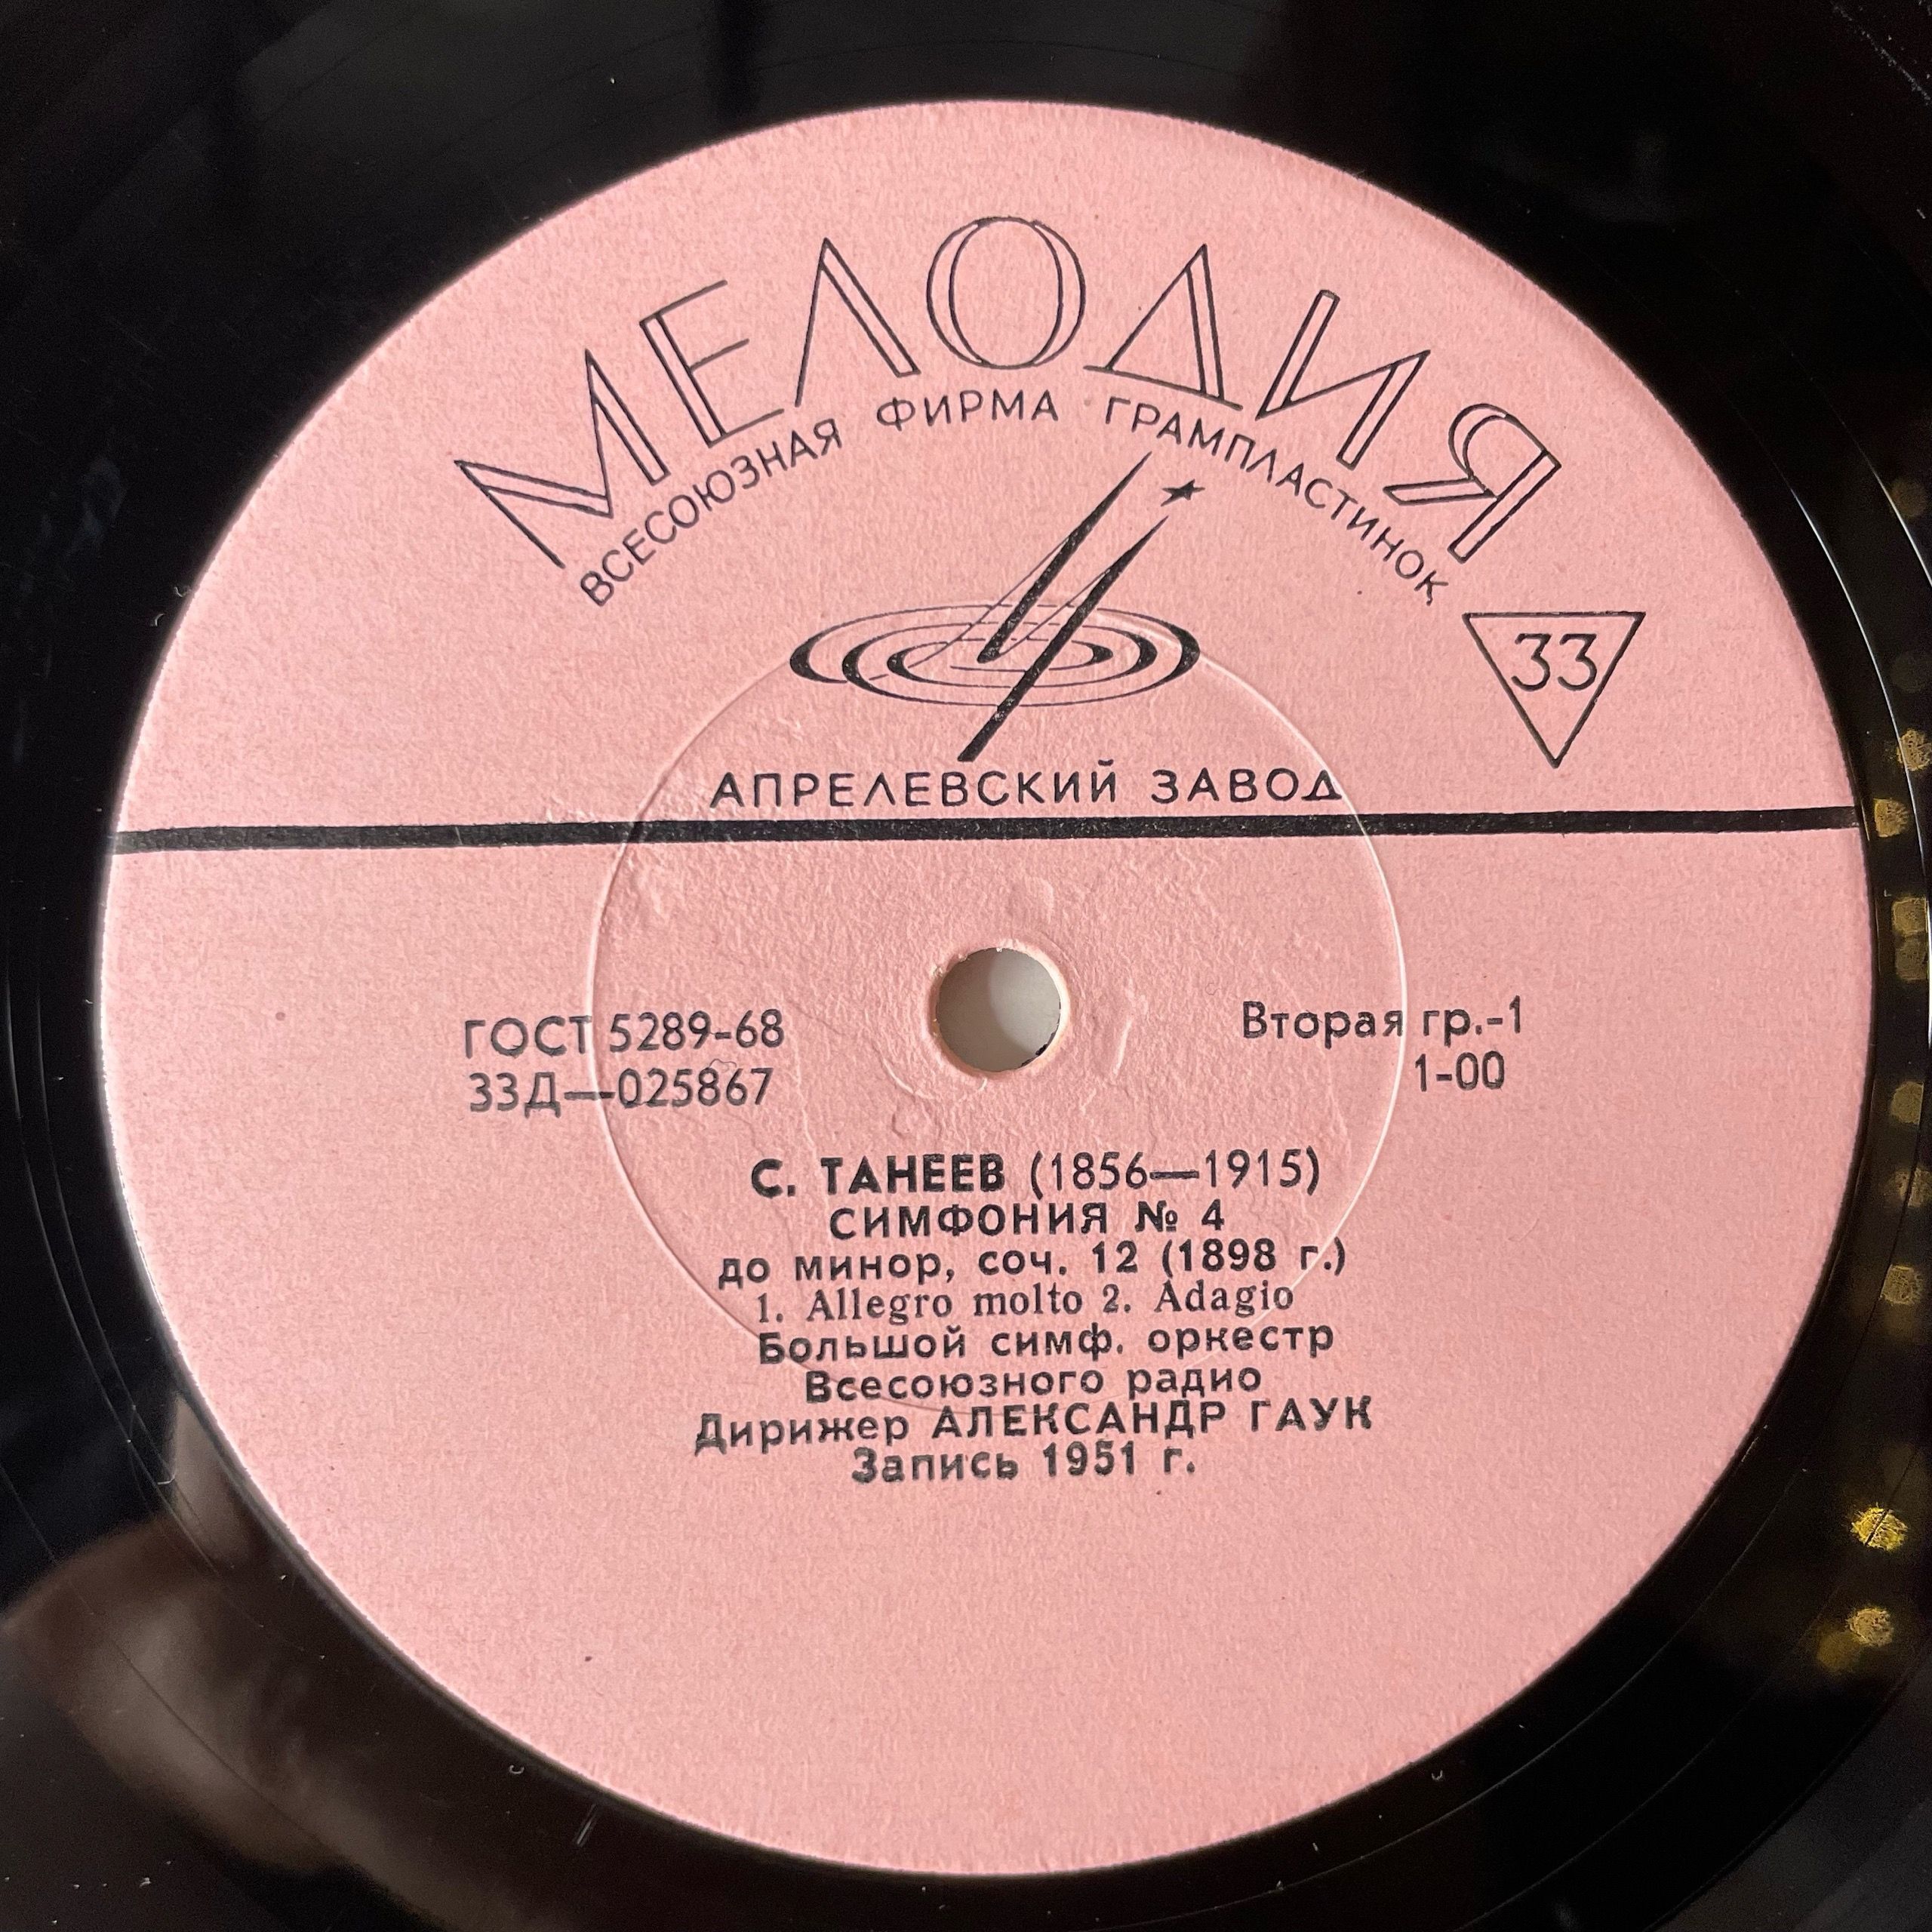 МЕЛОДИЯ
ВСЕСОЮЗНАЯ ФИРМА ГРАМПЛАСТИНОК
33
АПРЕЛЕВСКИЙ ЗАВОД
ГОСТ 5289-68
33Д—025867
Вторая гр.-1
1-00
С. ТАНЕЕВ (1856—1915)
СИМФОНИЯ № 4
до минор, соч. 12 (1898 г.)
1. Allegro molto 2. Adagio
Большой симф. оркестр
Всесоюзного радио
Дирижер АЛЕКСАНДР ГАУК
Запись 1951 г.